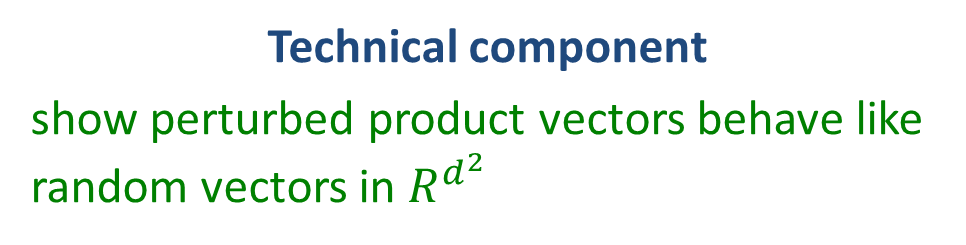 Technical component
show perturbed product vectors behave like
random vectors in $R^{d^2}$